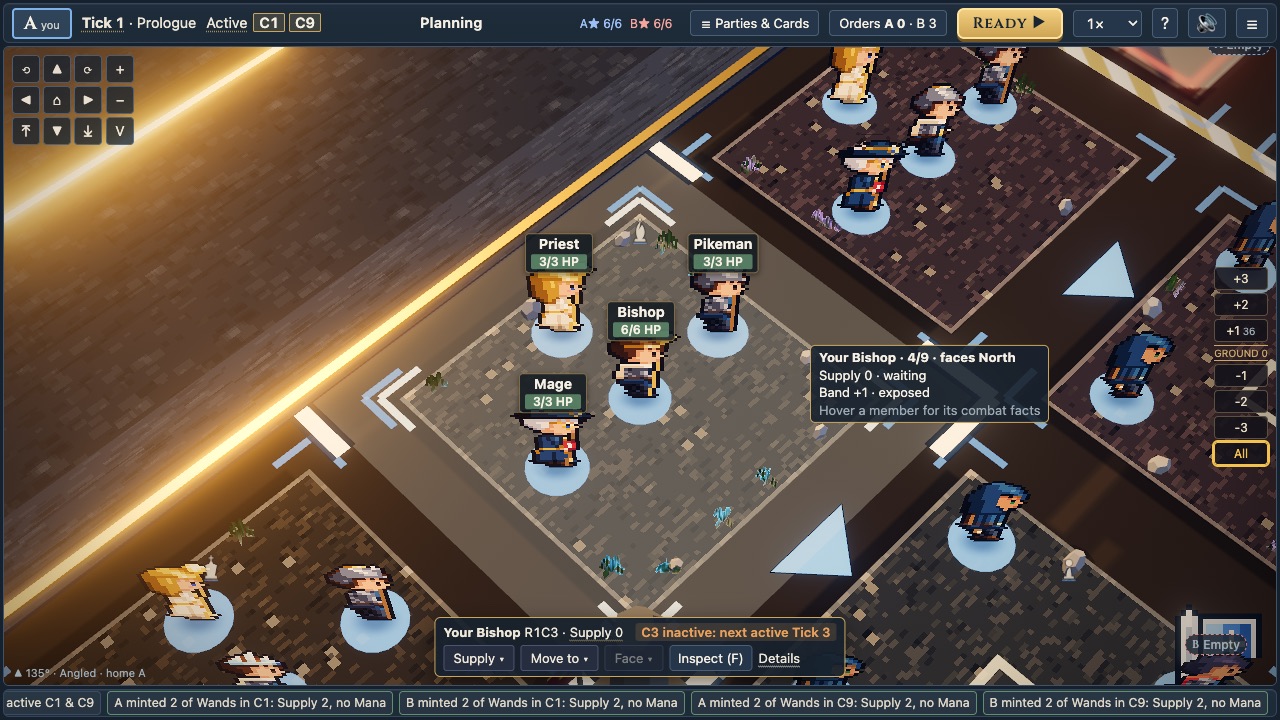 A you
Tick 1 · Prologue Active C1 C9
Planning
A★ 6/6 B★ 6/6
≡ Parties & Cards
Orders A 0 · B 3
READY ▶
1×
?
≡
Empty
+
−
V
Priest
3/3 HP
Pikeman
3/3 HP
Bishop
6/6 HP
Mage
3/3 HP
Your Bishop · 4/9 · faces North
Supply 0 · waiting
Band +1 · exposed
Hover a member for its combat facts
+3
+2
+1 36
GROUND 0
-1
-2
-3
All
Your Bishop R1C3 · Supply 0 C3 inactive: next active Tick 3
Supply ▾ Move to ▾ Face ▾ Inspect (F) Details
B Empty
▲ 135° · Angled · home A
active C1 & C9
A minted 2 of Wands in C1: Supply 2, no Mana
B minted 2 of Wands in C1: Supply 2, no Mana
A minted 2 of Wands in C9: Supply 2, no Mana
B minted 2 of Wands in C9: Supply 2, no Mana